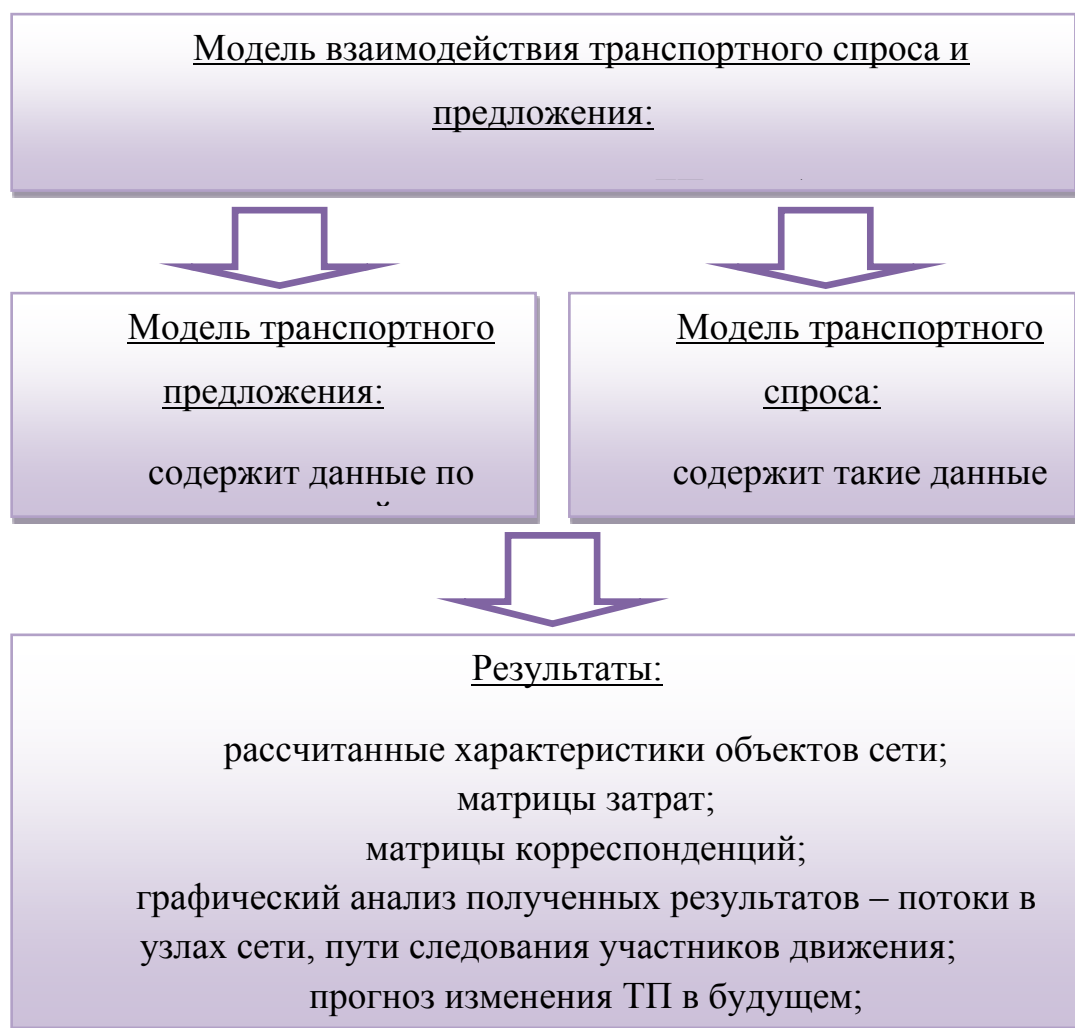 Модель взаимодействия транспортного спроса и
предложения:
Модель транспортного
предложения:
содержит данные по
Модель транспортного
спроса:
содержит такие данные
Результаты:
рассчитанные характеристики объектов сети;
матрицы затрат;
матрицы корреспонденций;
графический анализ полученных результатов – потоки в
узлах сети, пути следования участников движения;
прогноз изменения ТП в будущем;